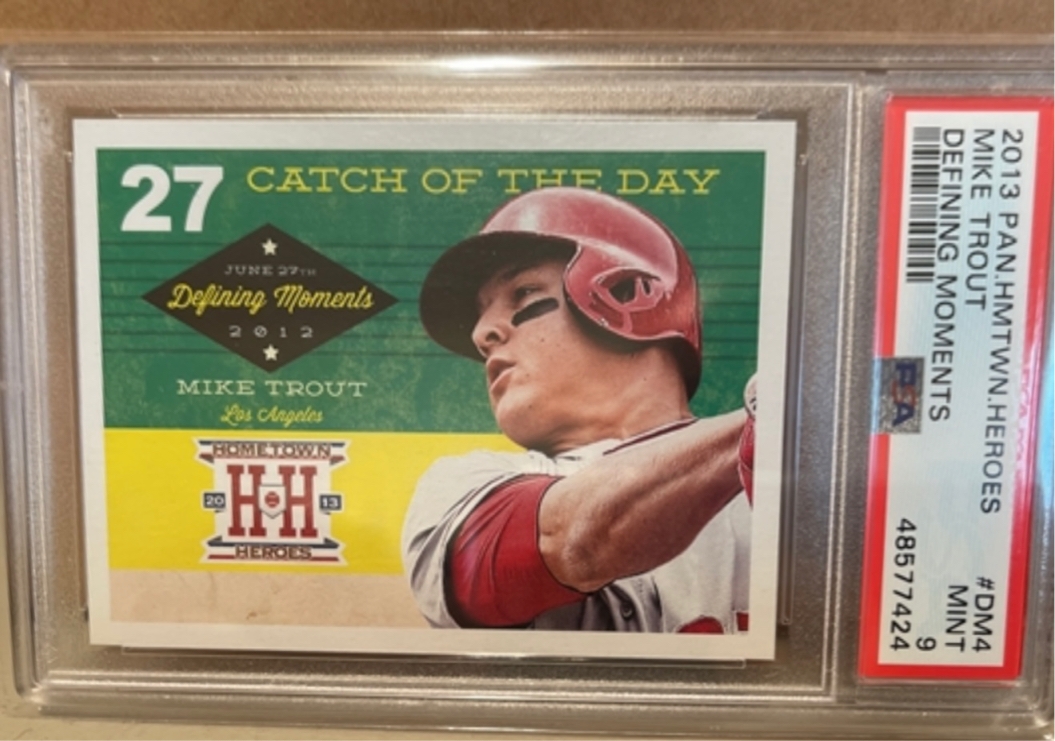 27 CATCH OF THE DAY
JUNE 27TH
Defining Moments
2012
MIKE TROUT
Los Angeles
HOMETOWN
20 HH 13
HEROES
2013 PAN.HMTWN.HEROES #DM4
MIKE TROUT MINT
DEFINING MOMENTS 9
48577424
PSA